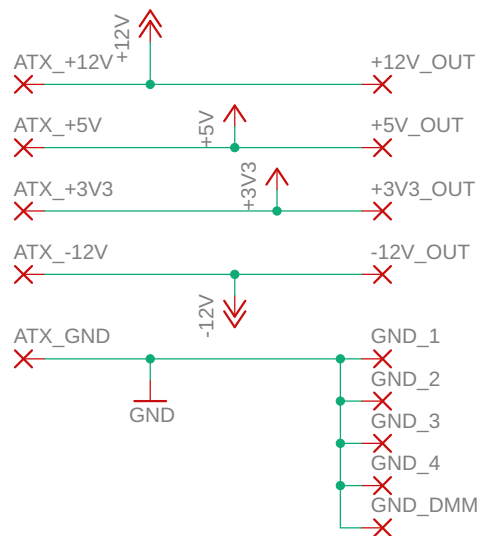 +12V
ATX_+12V
+12V_OUT
ATX_+5V
+5V
+5V_OUT
ATX_+3V3
+3V3
+3V3_OUT
ATX_-12V
-12V_OUT
-12V
ATX_GND
GND_1
GND_2
GND
GND_3
GND_4
GND_DMM